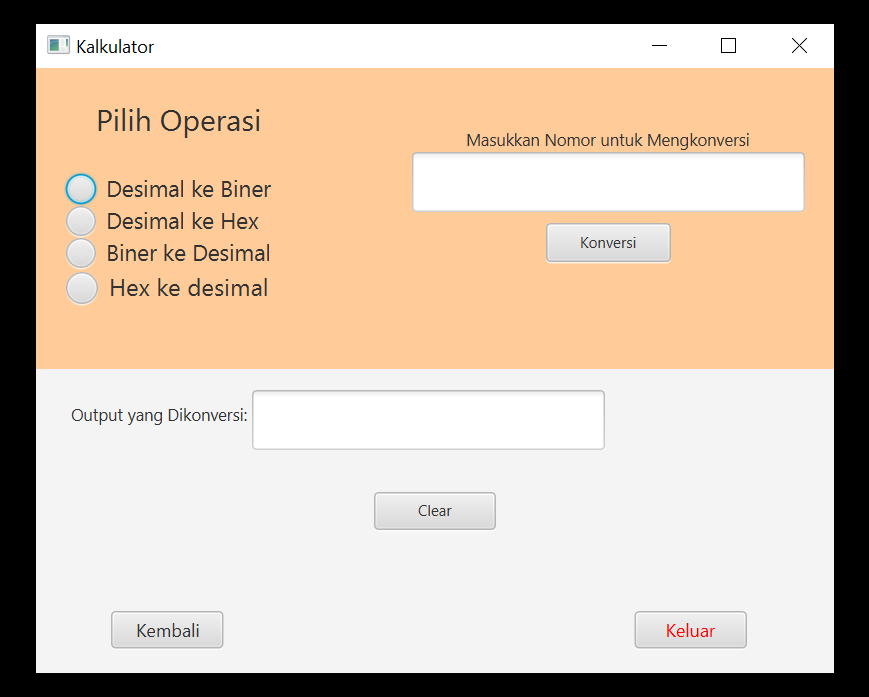 Kalkulator
Pilih Operasi
Desimal ke Biner
Desimal ke Hex
Biner ke Desimal
Hex ke desimal
Masukkan Nomor untuk Mengkonversi
Konversi
Output yang Dikonversi:
Clear
Kembali
Keluar